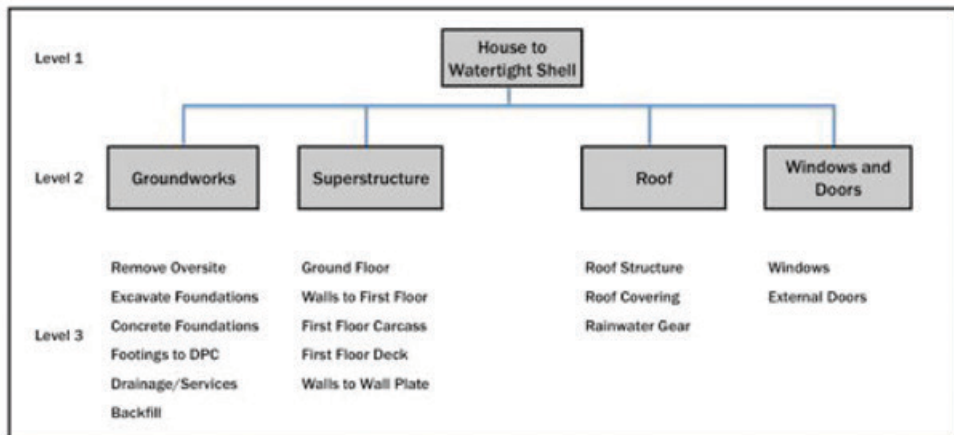 Level 1
House to
Watertight Shell
Level 2
Groundworks
Superstructure
Roof
Windows and
Doors
Level 3
Remove Oversite
Excavate Foundations
Concrete Foundations
Footings to DPC
Drainage/Services
Backfill
Ground Floor
Walls to First Floor
First Floor Carcass
First Floor Deck
Walls to Wall Plate
Roof Structure
Roof Covering
Rainwater Gear
Windows
External Doors